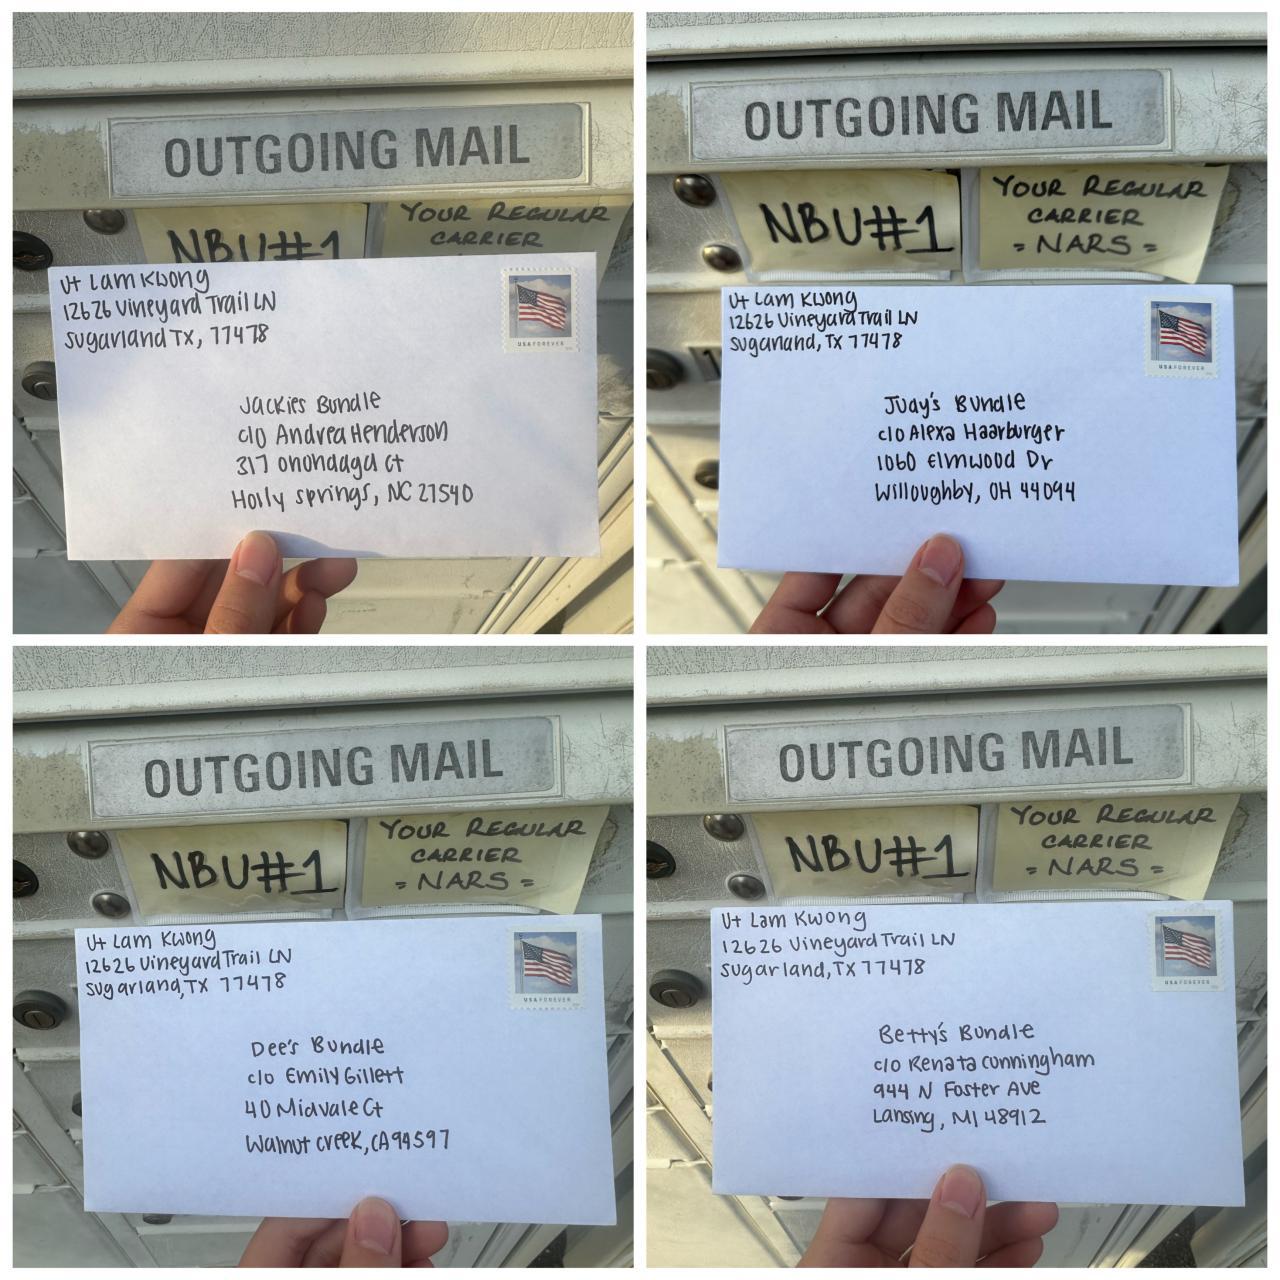 OUTGOING MAIL
NBU#1
YOUR REGULAR
CARRIER
Ut Lam Kwong
12626 Vineyard Trail LN
Sugarland TX, 77478
USA FOREVER
Jackies Bundle
c/o Andrea Henderson
317 Onondaga Ct
Holly Springs, NC 27540
OUTGOING MAIL
NBU#1
YOUR REGULAR
CARRIER
= NARS =
Ut Lam Kwong
12626 Vineyard Trail LN
Sugarland, TX 77478
USA FOREVER
Judy's Bundle
c/o Alexa Haarburger
1060 Elmwood Dr
Willoughby, OH 44094
OUTGOING MAIL
NBU#1
YOUR REGULAR
CARRIER
= NARS =
Ut Lam Kwong
12626 Vineyard Trail LN
Sugarland, TX 77478
USA FOREVER
Dee's Bundle
c/o Emily Gillett
40 Midvale Ct
Walnut Creek, CA 94597
OUTGOING MAIL
NBU#1
YOUR REGULAR
CARRIER
= NARS =
Ut Lam Kwong
12626 Vineyard Trail LN
Sugarland, TX 77478
USA FOREVER
Betty's Bundle
c/o Renata Cunningham
944 N Foster Ave
Lansing, MI 48912